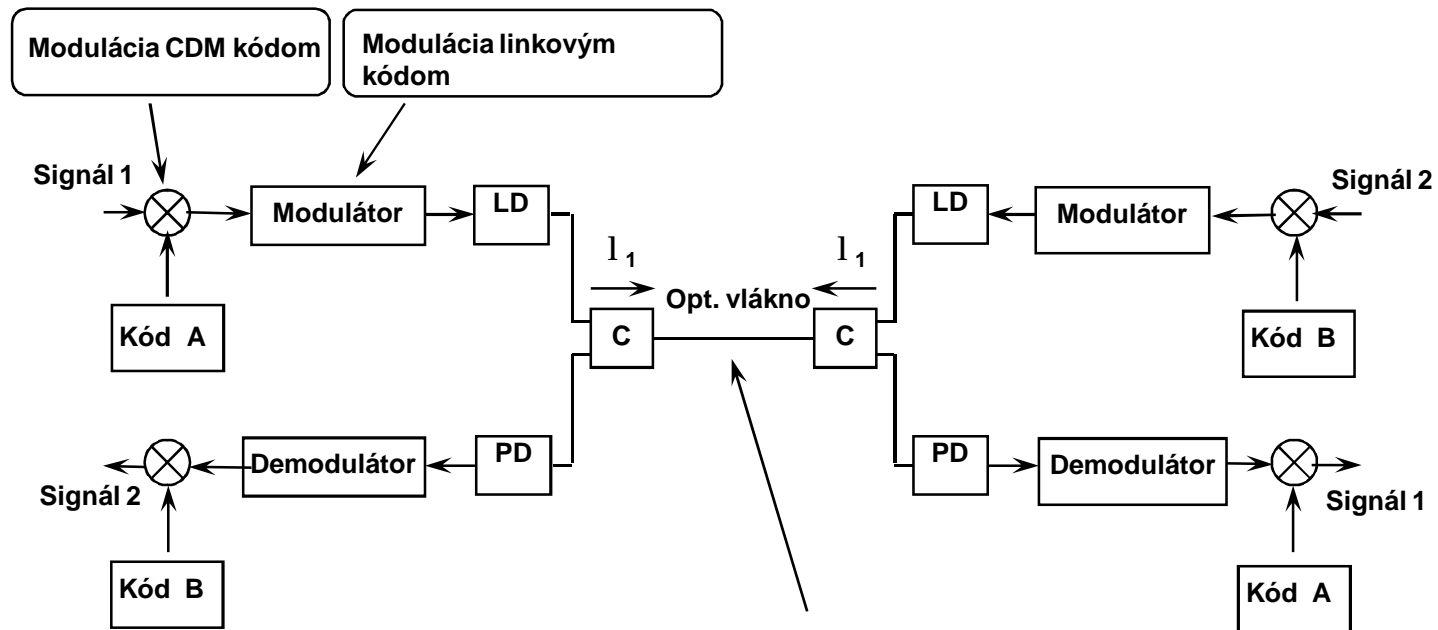 Modulácia CDM kódom
Modulácia linkovým
kódom
Signál 1
Modulátor
LD
LD
Modulátor
Signál 2
l 1
l 1
Opt. vlákno
Kód A
C
C
Kód B
Demodulátor
PD
PD
Demodulátor
Signál 2
Signál 1
Kód B
Kód A